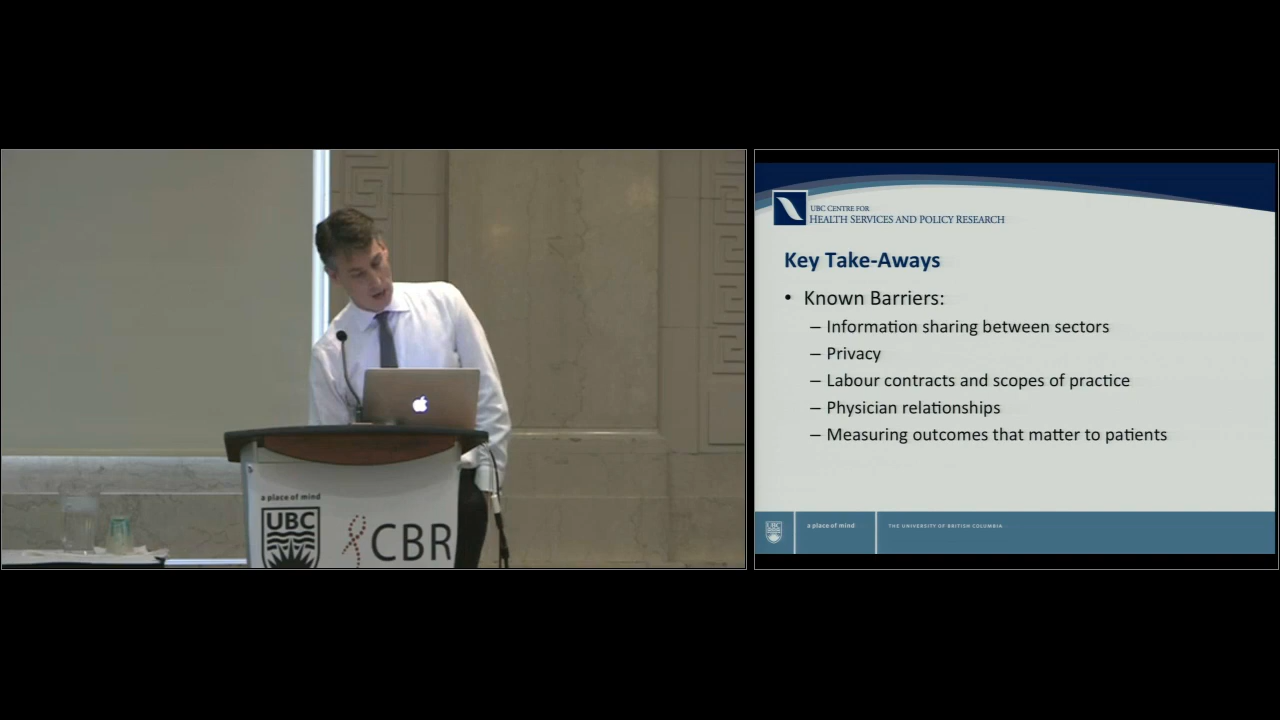 a place of mind
UBC
CBR
UBC CENTRE FOR
HEALTH SERVICES AND POLICY RESEARCH
Key Take-Aways
• Known Barriers:
– Information sharing between sectors
– Privacy
– Labour contracts and scopes of practice
– Physician relationships
– Measuring outcomes that matter to patients
UBC
a place of mind
THE UNIVERSITY OF BRITISH COLUMBIA